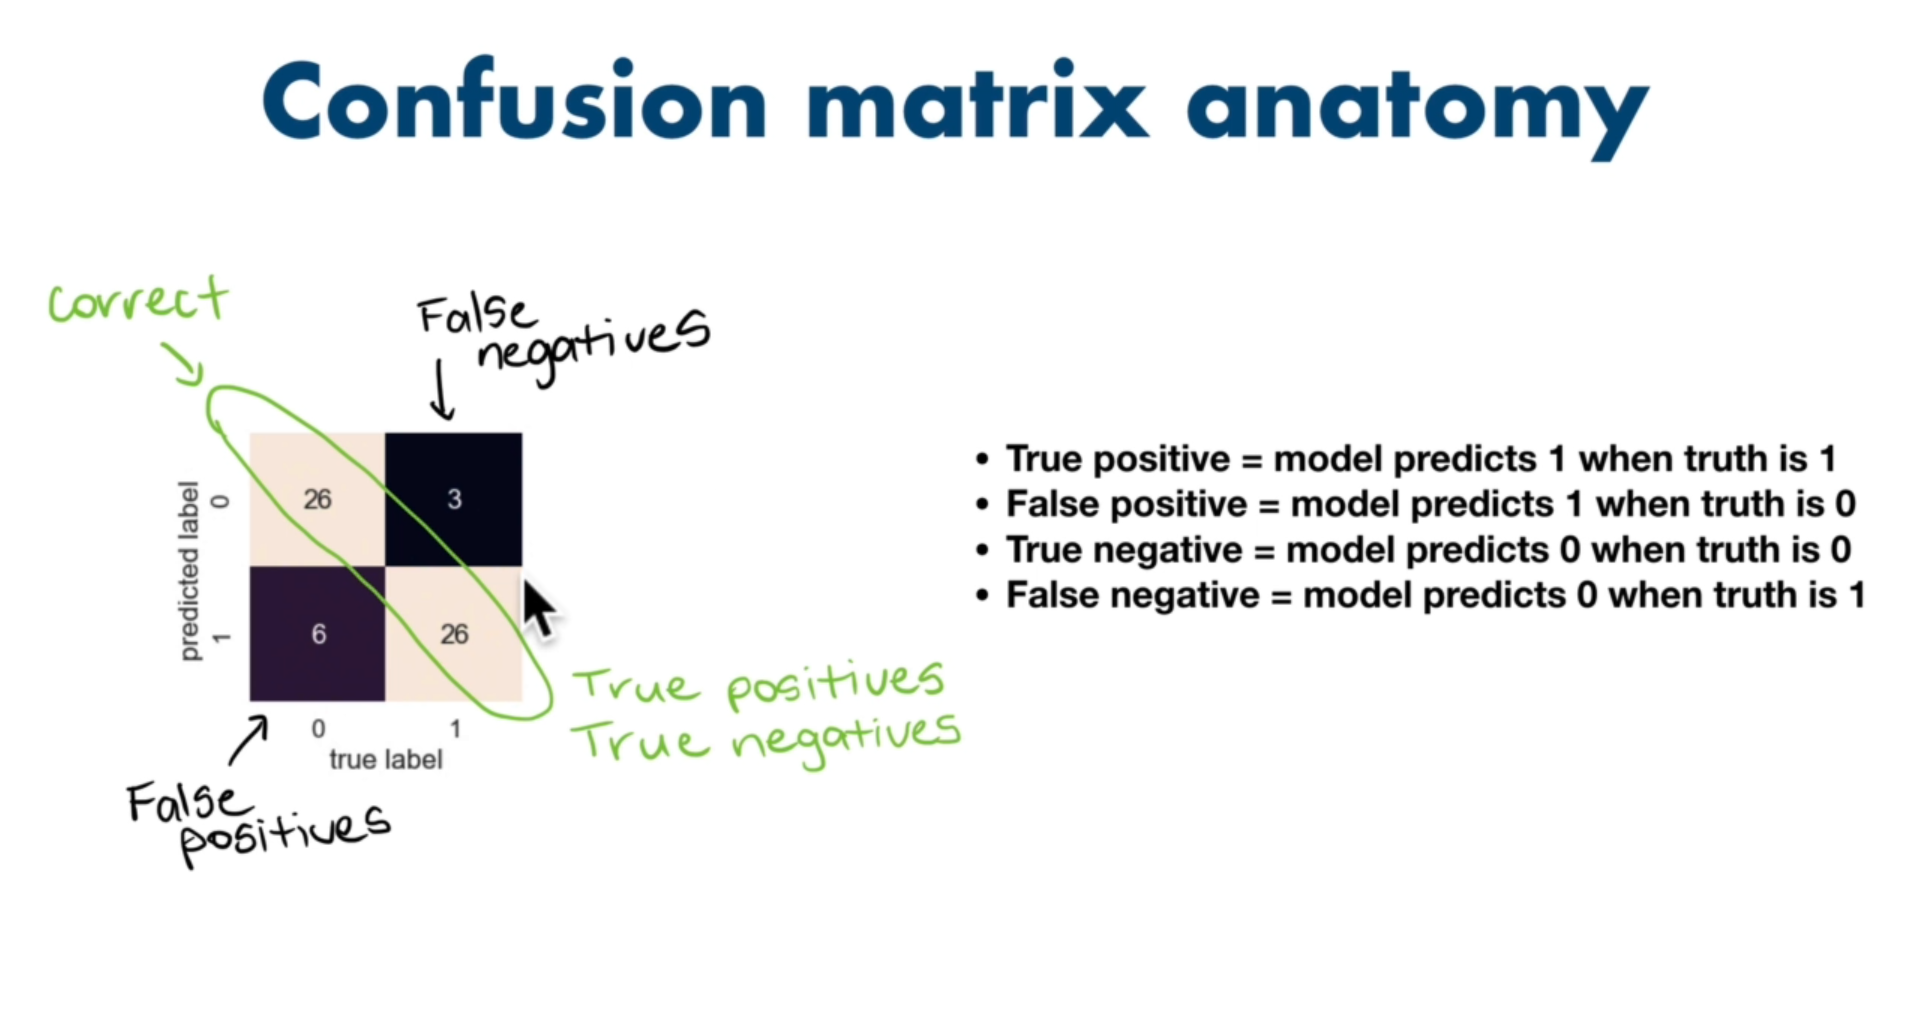 Confusion matrix anatomy
correct
False
negatives
predicted label
0
1
26
3
6
26
0
1
true label
False
positives
True positives
True negatives
• True positive = model predicts 1 when truth is 1
• False positive = model predicts 1 when truth is 0
• True negative = model predicts 0 when truth is 0
• False negative = model predicts 0 when truth is 1